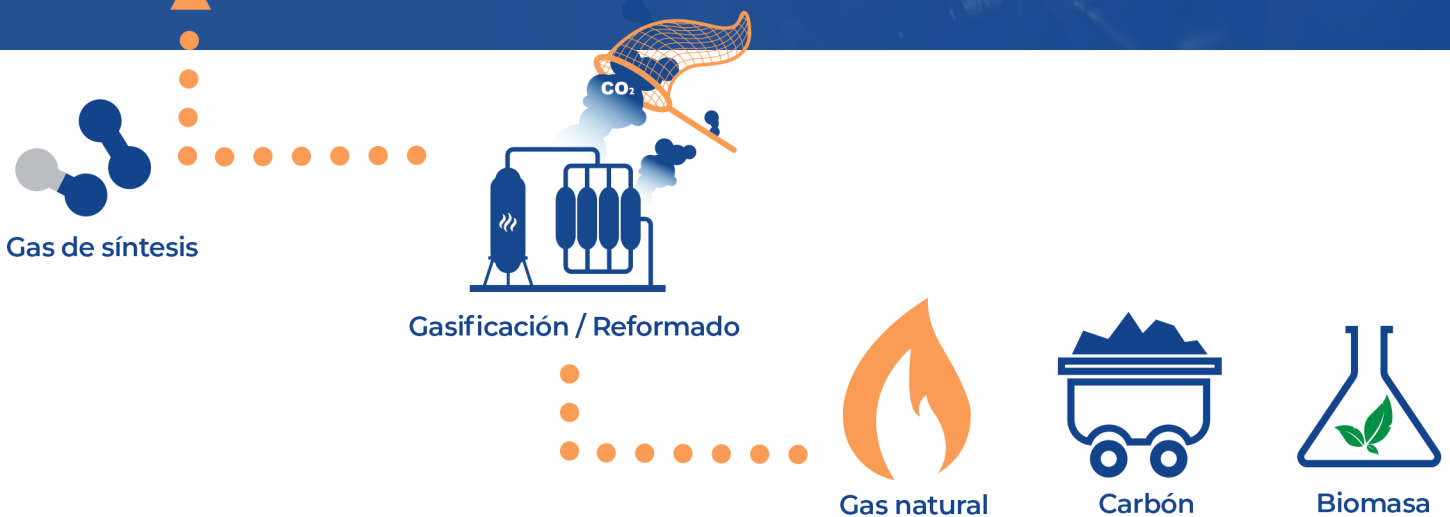 CO₂
Gas de síntesis
Gasificación / Reformado
Gas natural
Carbón
Biomasa